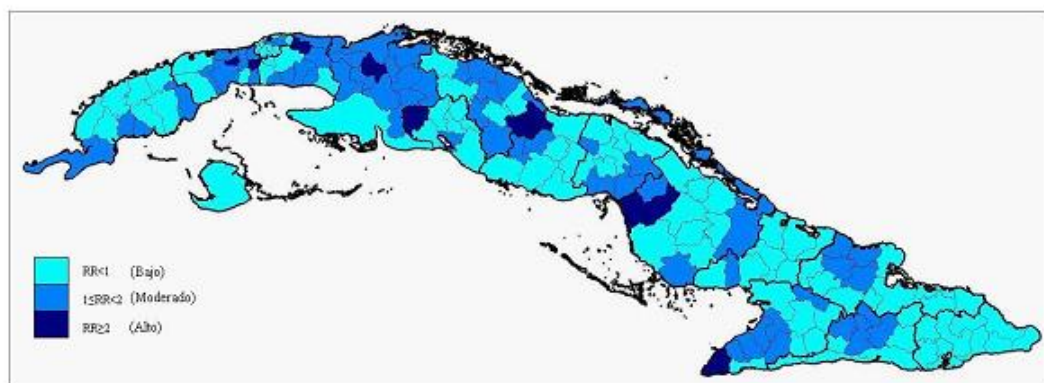 RR<1 (Bajo)
1≤RR<2 (Moderado)
RR≥2 (Alto)